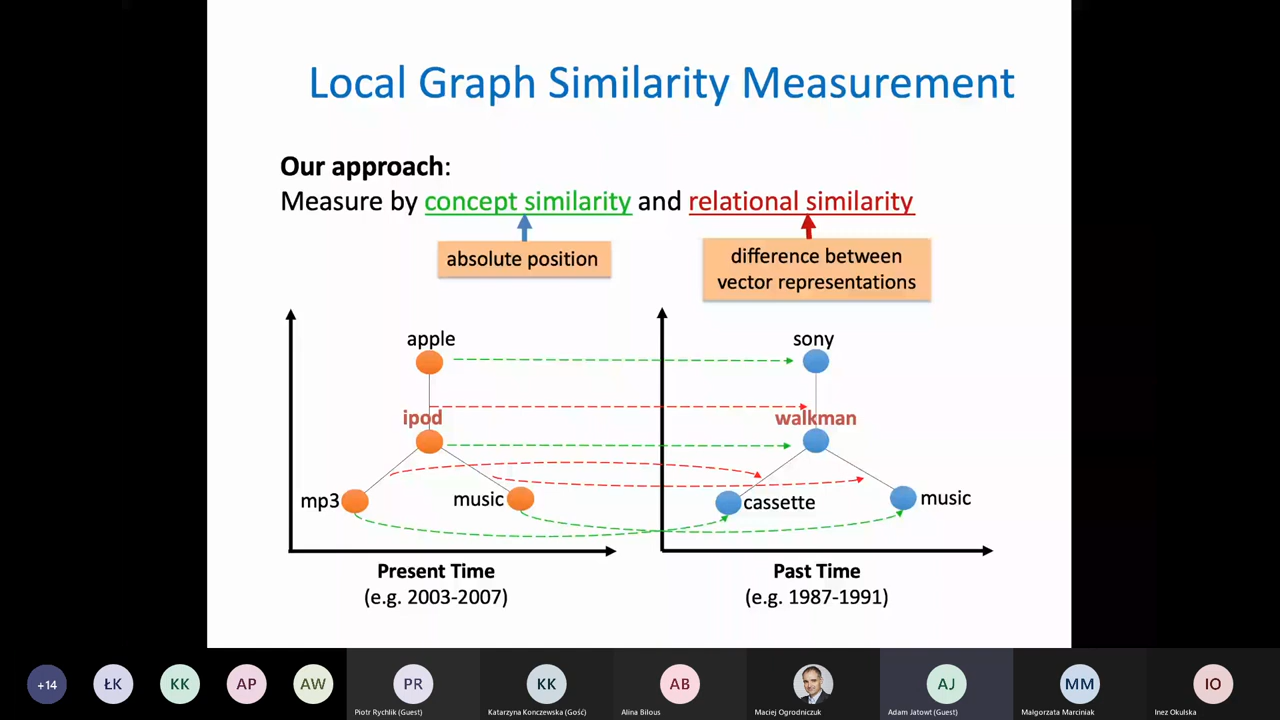 Local Graph Similarity Measurement
Our approach:
Measure by concept similarity and relational similarity
absolute position
difference between
vector representations
apple
ipod
mp3
music
sony
walkman
cassette
music
Present Time
(e.g. 2003-2007)
Past Time
(e.g. 1987-1991)
+14
ŁK
KK
AP
AW
PR
Piotr Rychlik (Guest)
KK
Katarzyna Konczewska (Gość)
AB
Alina Bilous
Maciej Ogrodniczuk
AJ
Adam Jatowt (Guest)
MM
Małgorzata Marciniak
IO
Inez Okulska